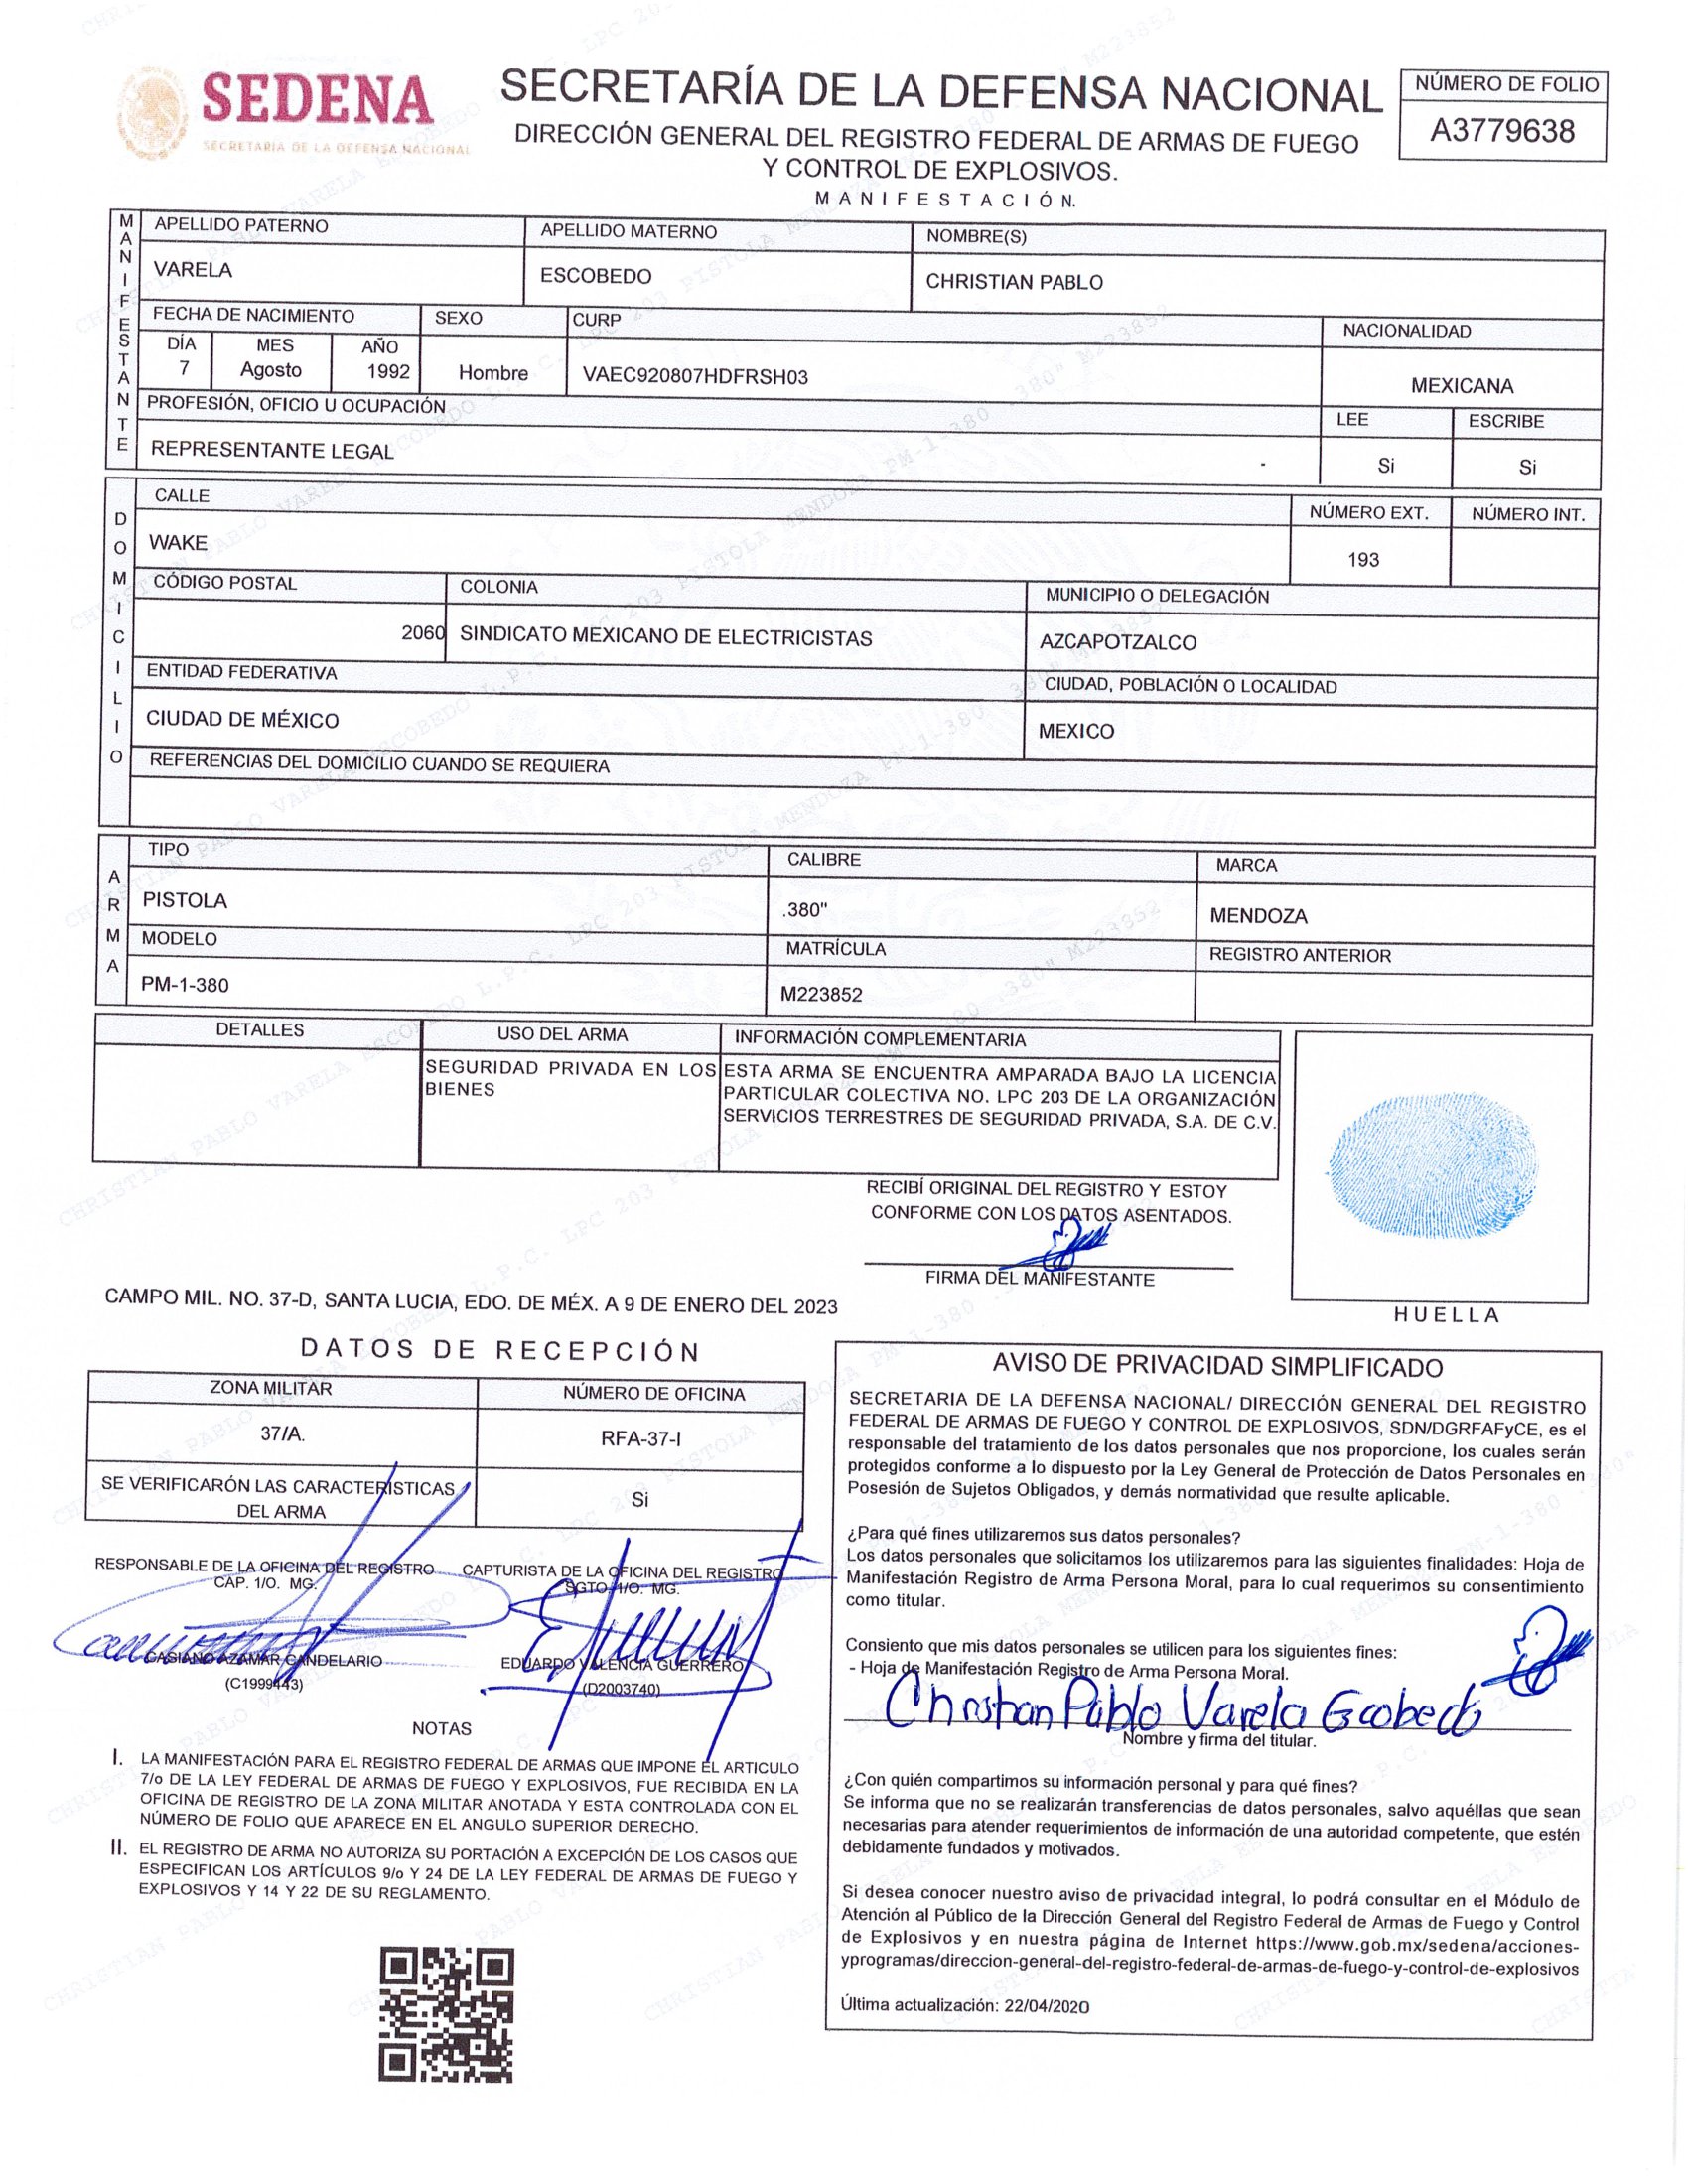 SEDENA
SECRETARÍA DE LA DEFENSA NACIONAL
SECRETARÍA DE LA DEFENSA NACIONAL
DIRECCIÓN GENERAL DEL REGISTRO FEDERAL DE ARMAS DE FUEGO
Y CONTROL DE EXPLOSIVOS.
MANIFESTACIÓN.
NÚMERO DE FOLIO
A3779638
MANIFESTANTE
APELLIDO PATERNO APELLIDO MATERNO NOMBRE(S)
VARELA ESCOBEDO CHRISTIAN PABLO
FECHA DE NACIMIENTO SEXO CURP NACIONALIDAD
DÍA MES AÑO
7 Agosto 1992 Hombre VAEC920807HDFRSH03 MEXICANA
PROFESIÓN, OFICIO U OCUPACIÓN LEE ESCRIBE
REPRESENTANTE LEGAL - Si Si
DOMICILIO
CALLE NÚMERO EXT. NÚMERO INT.
WAKE 193
CÓDIGO POSTAL COLONIA MUNICIPIO O DELEGACIÓN
2060 SINDICATO MEXICANO DE ELECTRICISTAS AZCAPOTZALCO
ENTIDAD FEDERATIVA CIUDAD, POBLACIÓN O LOCALIDAD
CIUDAD DE MÉXICO MEXICO
REFERENCIAS DEL DOMICILIO CUANDO SE REQUIERA
ARMA
TIPO CALIBRE MARCA
PISTOLA .380" MENDOZA
MODELO MATRÍCULA REGISTRO ANTERIOR
PM-1-380 M223852
DETALLES USO DEL ARMA INFORMACIÓN COMPLEMENTARIA
SEGURIDAD PRIVADA EN LOS
BIENES
ESTA ARMA SE ENCUENTRA AMPARADA BAJO LA LICENCIA
PARTICULAR COLECTIVA NO. LPC 203 DE LA ORGANIZACIÓN
SERVICIOS TERRESTRES DE SEGURIDAD PRIVADA, S.A. DE C.V.
RECIBÍ ORIGINAL DEL REGISTRO Y ESTOY
CONFORME CON LOS DATOS ASENTADOS.
FIRMA DEL MANIFESTANTE
HUELLA
CAMPO MIL. NO. 37-D, SANTA LUCIA, EDO. DE MÉX. A 9 DE ENERO DEL 2023
DATOS DE RECEPCIÓN
ZONA MILITAR NÚMERO DE OFICINA
37/A. RFA-37-I
SE VERIFICARÓN LAS CARACTERÍSTICAS
DEL ARMA
Si
RESPONSABLE DE LA OFICINA DEL REGISTRO
CAP. 1/O. MG.
CASIANO AZAMAR CANDELARIO
(C1999443)
CAPTURISTA DE LA OFICINA DEL REGISTRO
SGTO. 1/O. MG.
EDUARDO VALENCIA GUERRERO
(D2003740)
NOTAS
I. LA MANIFESTACIÓN PARA EL REGISTRO FEDERAL DE ARMAS QUE IMPONE EL ARTICULO
7/o DE LA LEY FEDERAL DE ARMAS DE FUEGO Y EXPLOSIVOS, FUE RECIBIDA EN LA
OFICINA DE REGISTRO DE LA ZONA MILITAR ANOTADA Y ESTA CONTROLADA CON EL
NÚMERO DE FOLIO QUE APARECE EN EL ANGULO SUPERIOR DERECHO.
II. EL REGISTRO DE ARMA NO AUTORIZA SU PORTACIÓN A EXCEPCIÓN DE LOS CASOS QUE
ESPECIFICAN LOS ARTÍCULOS 9/o Y 24 DE LA LEY FEDERAL DE ARMAS DE FUEGO Y
EXPLOSIVOS Y 14 Y 22 DE SU REGLAMENTO.
AVISO DE PRIVACIDAD SIMPLIFICADO
SECRETARIA DE LA DEFENSA NACIONAL/ DIRECCIÓN GENERAL DEL REGISTRO
FEDERAL DE ARMAS DE FUEGO Y CONTROL DE EXPLOSIVOS, SDN/DGRFAFyCE, es el
responsable del tratamiento de los datos personales que nos proporcione, los cuales serán
protegidos conforme a lo dispuesto por la Ley General de Protección de Datos Personales en
Posesión de Sujetos Obligados, y demás normatividad que resulte aplicable.
¿Para qué fines utilizaremos sus datos personales?
Los datos personales que solicitamos los utilizaremos para las siguientes finalidades: Hoja de
Manifestación Registro de Arma Persona Moral, para lo cual requerimos su consentimiento
como titular.
Consiento que mis datos personales se utilicen para los siguientes fines:
- Hoja de Manifestación Registro de Arma Persona Moral.
Christian Pablo Varela Escobedo
Nombre y firma del titular.
¿Con quién compartimos su información personal y para qué fines?
Se informa que no se realizarán transferencias de datos personales, salvo aquéllas que sean
necesarias para atender requerimientos de información de una autoridad competente, que estén
debidamente fundados y motivados.
Si desea conocer nuestro aviso de privacidad integral, lo podrá consultar en el Módulo de
Atención al Público de la Dirección General del Registro Federal de Armas de Fuego y Control
de Explosivos y en nuestra página de Internet https://www.gob.mx/sedena/acciones-
yprogramas/direccion-general-del-registro-federal-de-armas-de-fuego-y-control-de-explosivos
Última actualización: 22/04/2020